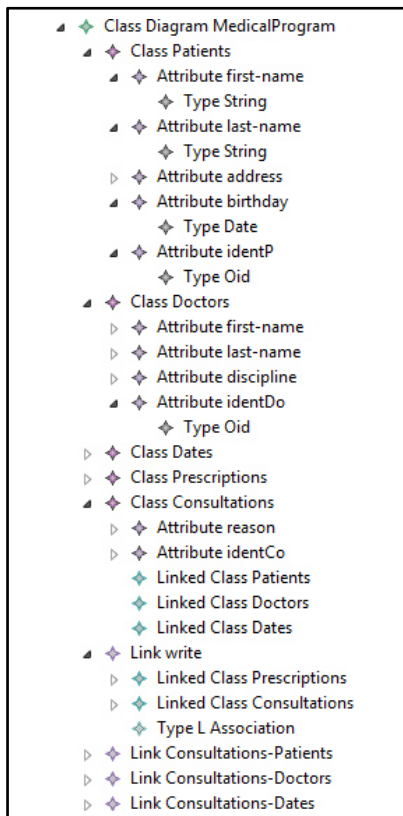 Class Diagram MedicalProgram
Class Patients
Attribute first-name
Type String
Attribute last-name
Type String
Attribute address
Attribute birthday
Type Date
Attribute identP
Type Oid
Class Doctors
Attribute first-name
Attribute last-name
Attribute discipline
Attribute identDo
Type Oid
Class Dates
Class Prescriptions
Class Consultations
Attribute reason
Attribute identCo
Linked Class Patients
Linked Class Doctors
Linked Class Dates
Link write
Linked Class Prescriptions
Linked Class Consultations
Type L Association
Link Consultations-Patients
Link Consultations-Doctors
Link Consultations-Dates